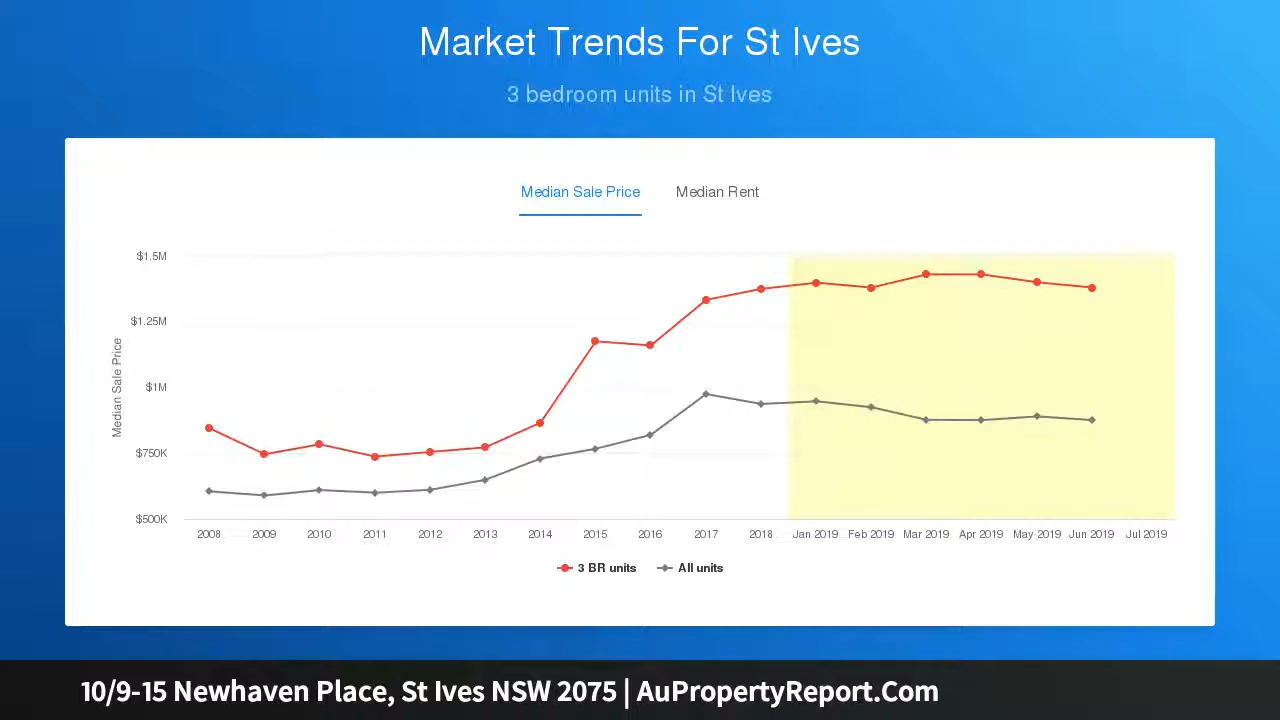 Market Trends For St Ives
3 bedroom units in St Ives
Median Sale Price Median Rent
$1.5M
$1.25M
$1M
$750K
$500K
Median Sale Price
2008 2009 2010 2011 2012 2013 2014 2015 2016 2017 2018 Jan 2019 Feb 2019 Mar 2019 Apr 2019 May 2019 Jun 2019 Jul 2019
3 BR units All units
10/9-15 Newhaven Place, St Ives NSW 2075 | AuPropertyReport.Com